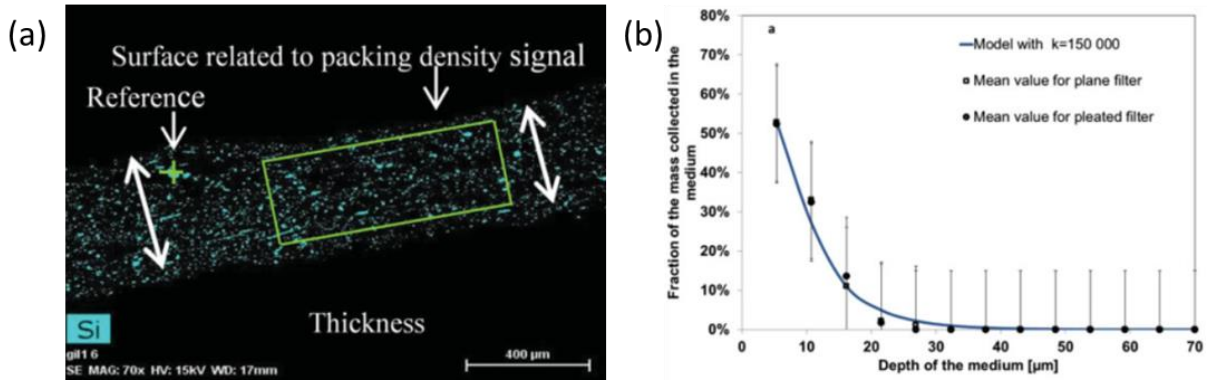 (a)
Surface related to packing density signal
Reference
Thickness
Si
gil1 6
SE MAG: 70x HV: 15kV WD: 17mm
400 µm
(b)
80%
70%
60%
50%
40%
30%
20%
10%
0%
Fraction of the mass collected in the
medium
a
Model with k=150 000
Mean value for plane filter
Mean value for pleated filter
0 10 20 30 40 50 60 70
Depth of the medium [µm]